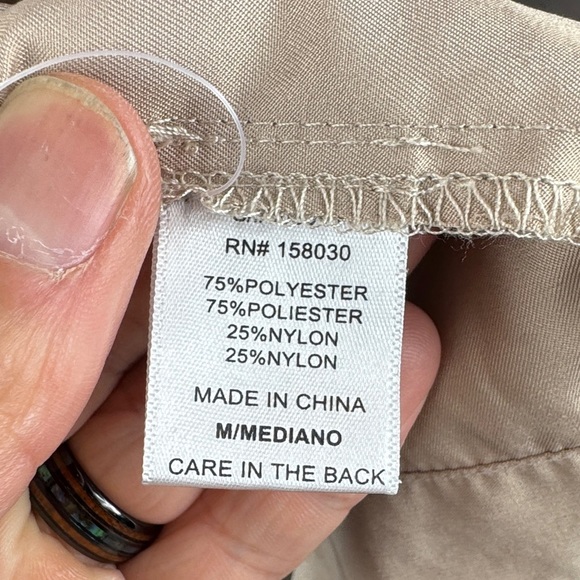 RN# 158030
75%POLYESTER
75%POLIESTER
25%NYLON
25%NYLON
MADE IN CHINA
M/MEDIANO
CARE IN THE BACK